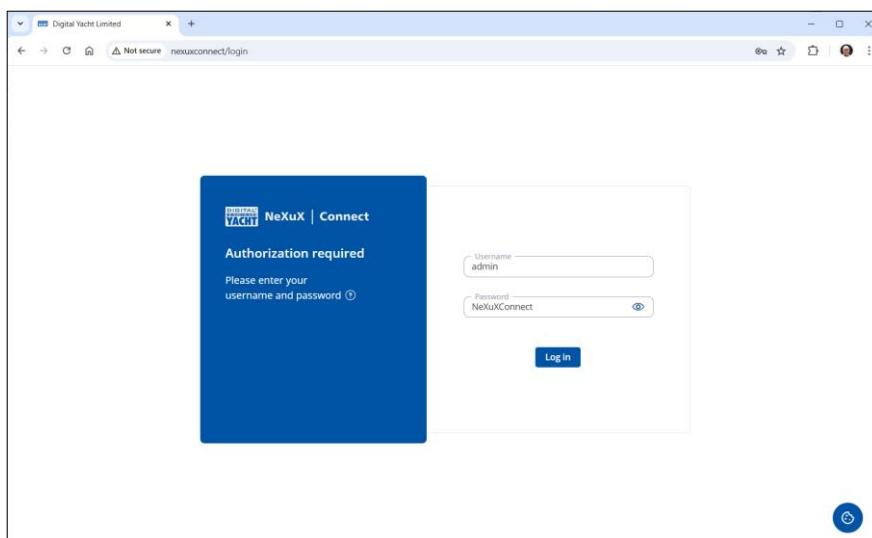 Digital Yacht Limited
Not secure nexuxconnect/login
DIGITAL
YACHT
NeXuX | Connect
Authorization required
Please enter your
username and password
Username
admin
Password
NeXuXConnect
Log in